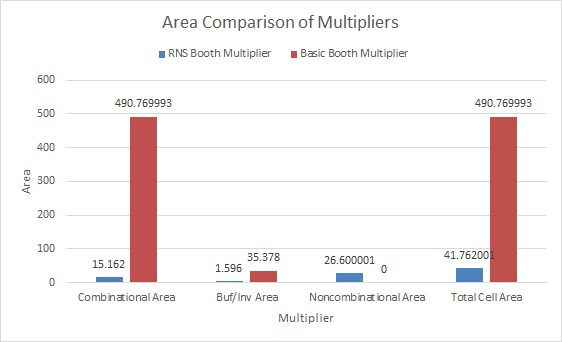 Area Comparison of Multipliers
RNS Booth Multiplier Basic Booth Multiplier
600
500
400
300
200
100
0
Area
490.769993 490.769993
15.162 1.596 35.378 26.600001 0 41.762001
Combinational Area Buf/Inv Area Noncombinational Area Total Cell Area
Multiplier